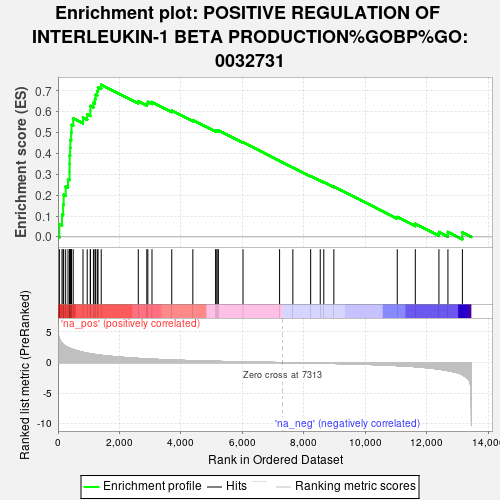 Enrichment plot: POSITIVE REGULATION OF
INTERLEUKIN-1 BETA PRODUCTION%GOBP%GO:
0032731
Enrichment score (ES)
0.7
0.6
0.5
0.4
0.3
0.2
0.1
0.0
Ranked list metric (PreRanked)
5
0
-5
-10
'na_pos' (positively correlated)
Zero cross at 7313
'na_neg' (negatively correlated)
0 2,000 4,000 6,000 8,000 10,000 12,000 14,000
Rank in Ordered Dataset
Enrichment profile Hits Ranking metric scores